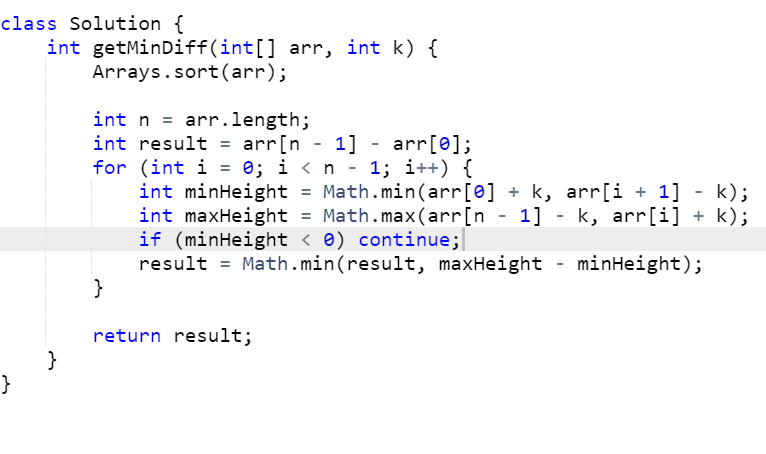 class Solution {
    int getMinDiff(int[] arr, int k) {
        Arrays.sort(arr);

        int n = arr.length;
        int result = arr[n - 1] - arr[0];
        for (int i = 0; i < n - 1; i++) {
            int minHeight = Math.min(arr[0] + k, arr[i + 1] - k);
            int maxHeight = Math.max(arr[n - 1] - k, arr[i] + k);
            if (minHeight < 0) continue;
            result = Math.min(result, maxHeight - minHeight);
        }

        return result;
    }
}